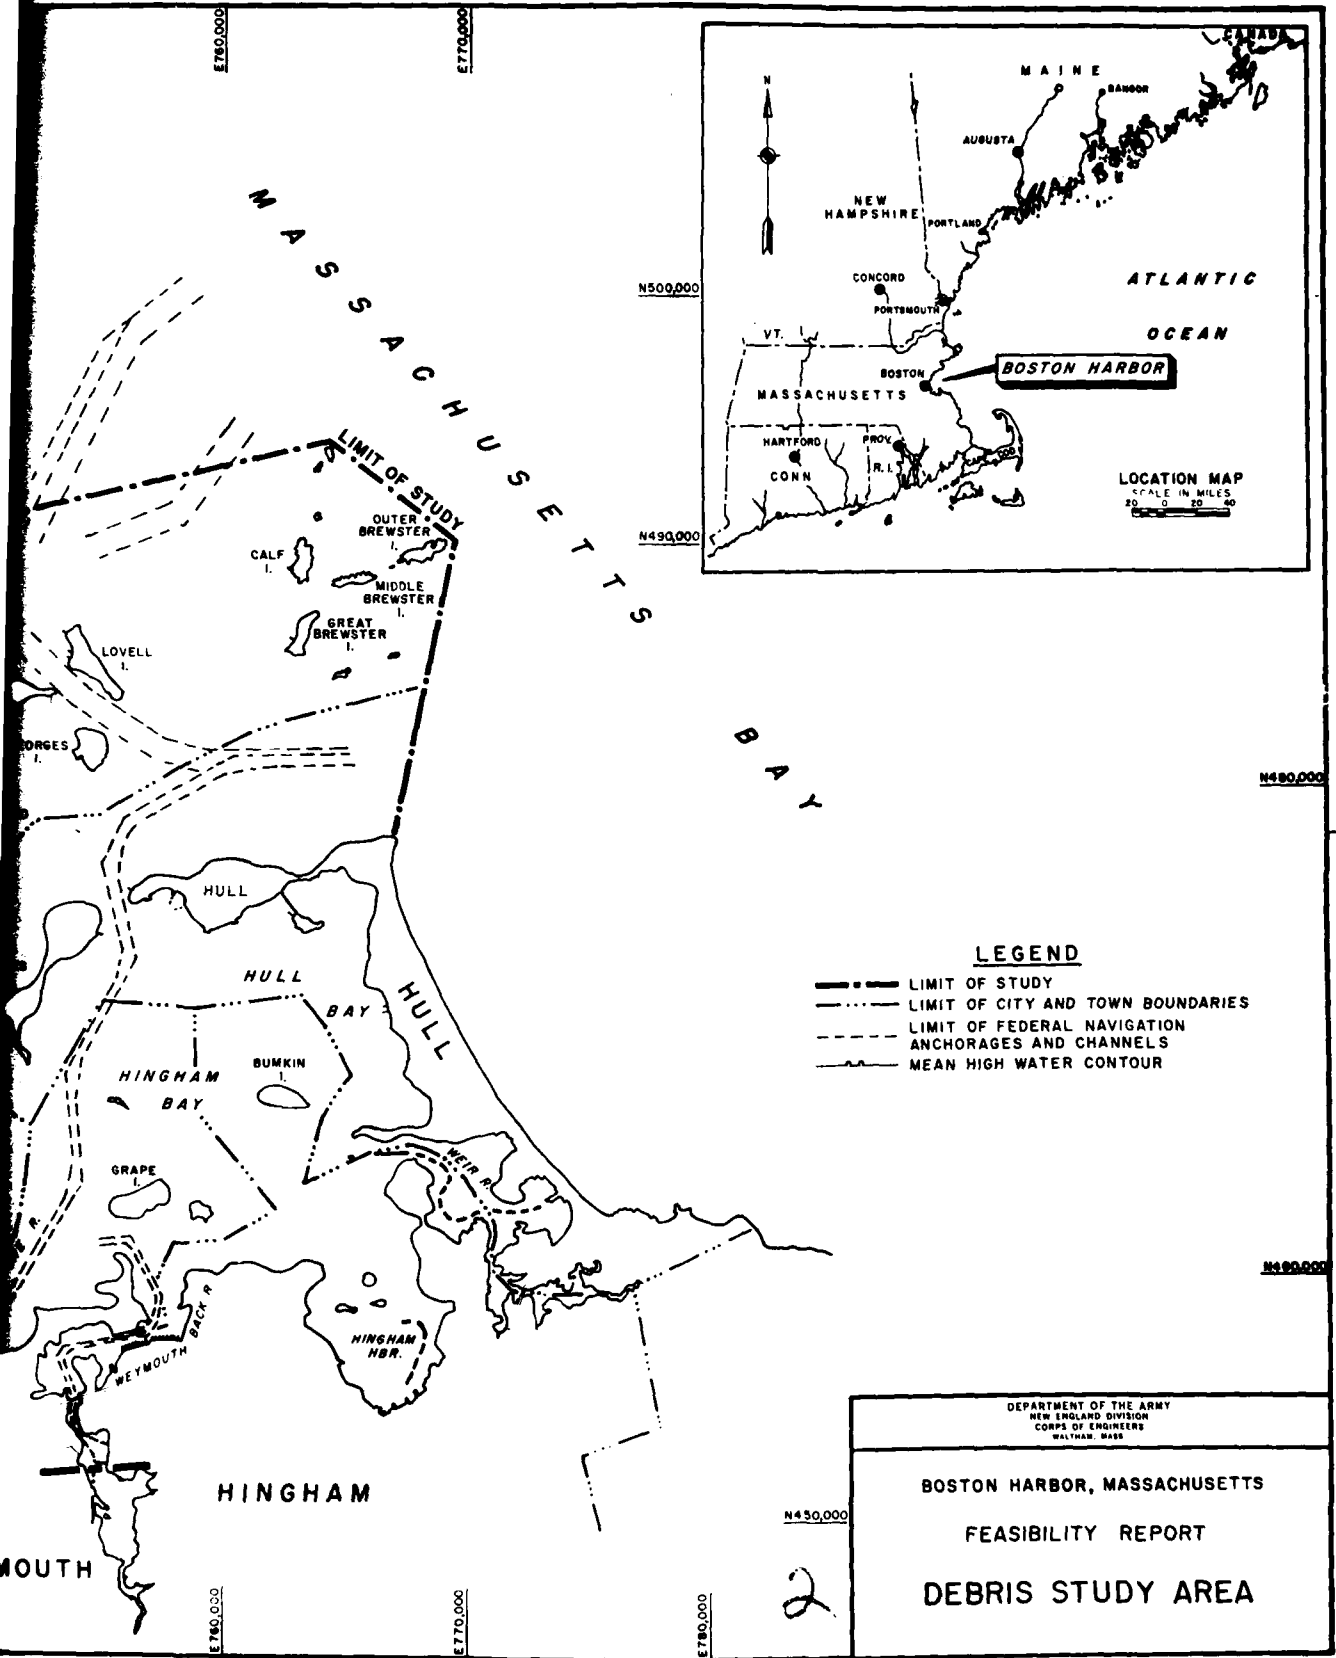 E760,000
E770,000
CANADA
MAINE
N
BANGOR
AUGUSTA
NEW
HAMPSHIRE
PORTLAND
CONCORD
PORTSMOUTH
ATLANTIC
OCEAN
VT.
BOSTON
BOSTON HARBOR
MASSACHUSETTS
HARTFORD
PROV.
CONN
R.I.
CAPE COD
LOCATION MAP
SCALE IN MILES
20 0 20 40
N500,000
N490,000
N480,000
MASSACHUSETTS
BAY
LIMIT OF STUDY
OUTER
BREWSTER
I.
CALF
I.
MIDDLE
BREWSTER
I.
GREAT
BREWSTER
I.
LOVELL
I.
ORGES
I.
HULL
HULL
BAY
HULL
HINGHAM
BAY
BUMKIN
I.
GRAPE
I.
WEIR R.
R.
WEYMOUTH BACK R
HINGHAM
HBR.
HINGHAM
MOUTH
LEGEND
LIMIT OF STUDY
LIMIT OF CITY AND TOWN BOUNDARIES
LIMIT OF FEDERAL NAVIGATION
ANCHORAGES AND CHANNELS
MEAN HIGH WATER CONTOUR
N450,000
E760,000
E770,000
E780,000
2
DEPARTMENT OF THE ARMY
NEW ENGLAND DIVISION
CORPS OF ENGINEERS
WALTHAM, MASS
BOSTON HARBOR, MASSACHUSETTS
FEASIBILITY REPORT
DEBRIS STUDY AREA